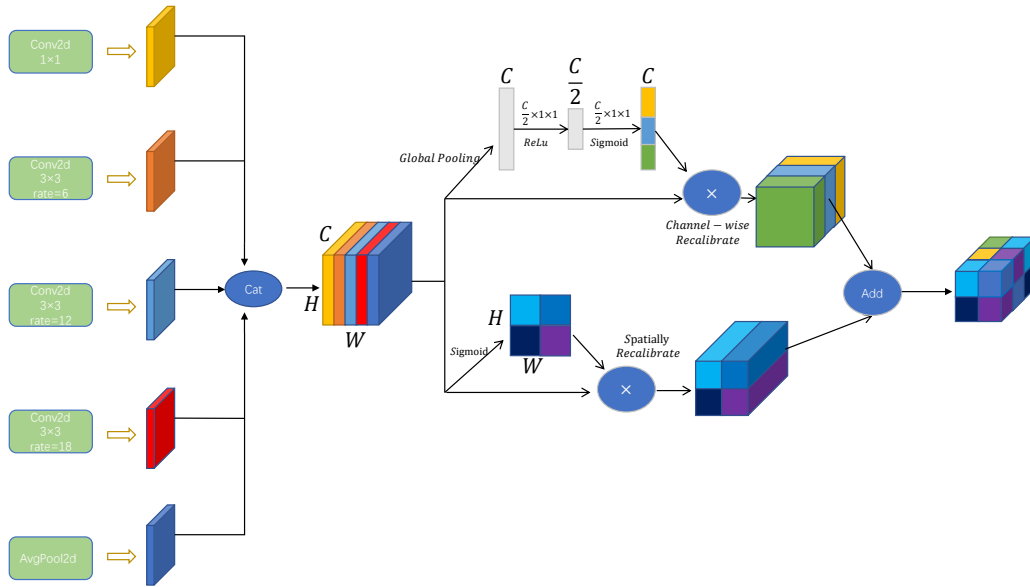 Conv2d
1×1
Conv2d
3×3
rate=6
Conv2d
3×3
rate=12
Conv2d
3×3
rate=18
AvgPool2d
Cat
C
H
W
Global Pooling
C
C/2×1×1
ReLu
C/2
C/2×1×1
Sigmoid
C
×
Channel−wise
Recalibrate
Sigmoid
H
W
Spatially
Recalibrate
×
Add